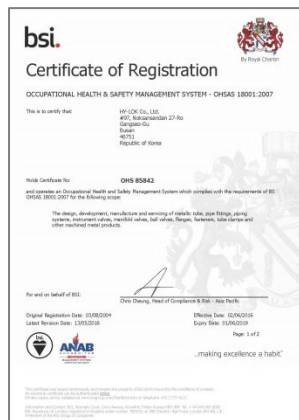 bsi.
By Royal Charter
Certificate of Registration
OCCUPATIONAL HEALTH & SAFETY MANAGEMENT SYSTEM - OHSAS 18001:2007
This is to certify that:
HY-LOK Co., Ltd.
#97, Noksansandan 27-Ro
Gangseo-Gu
Busan
Republic of Korea
Holds Certificate No:
OHS 85842
and operates an Occupational Health and Safety Management System which complies with the requirements of BS
OHSAS 18001:2007 for the following scope:
The design, development, manufacture and servicing of metallic tube, pipe fittings, piping
systems, instrument valves, manifold valves, ball valves, flanges, fasteners, tube clamps and
other machined metal products.
For and on behalf of BSI:
Chris Cheung, Head of Compliance & Risk - Asia Pacific
Original Registration Date: 03/08/2004
Effective Date: 02/06/2016
Latest Revision Date: 13/05/2016
Expiry Date: 01/06/2019
Page: 1 of 2
bsi
ANAB
...making excellence a habit.